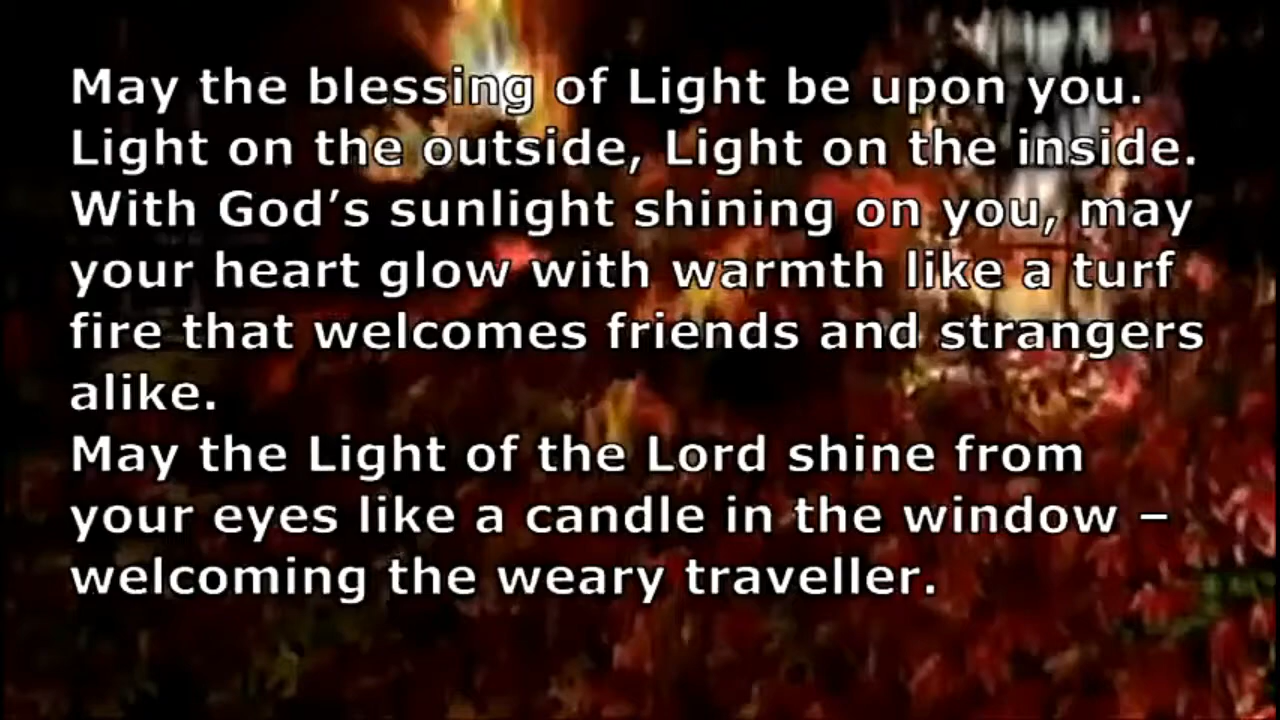 May the blessing of Light be upon you.
Light on the outside, Light on the inside.
With God’s sunlight shining on you, may
your heart glow with warmth like a turf
fire that welcomes friends and strangers
alike.
May the Light of the Lord shine from
your eyes like a candle in the window –
welcoming the weary traveller.